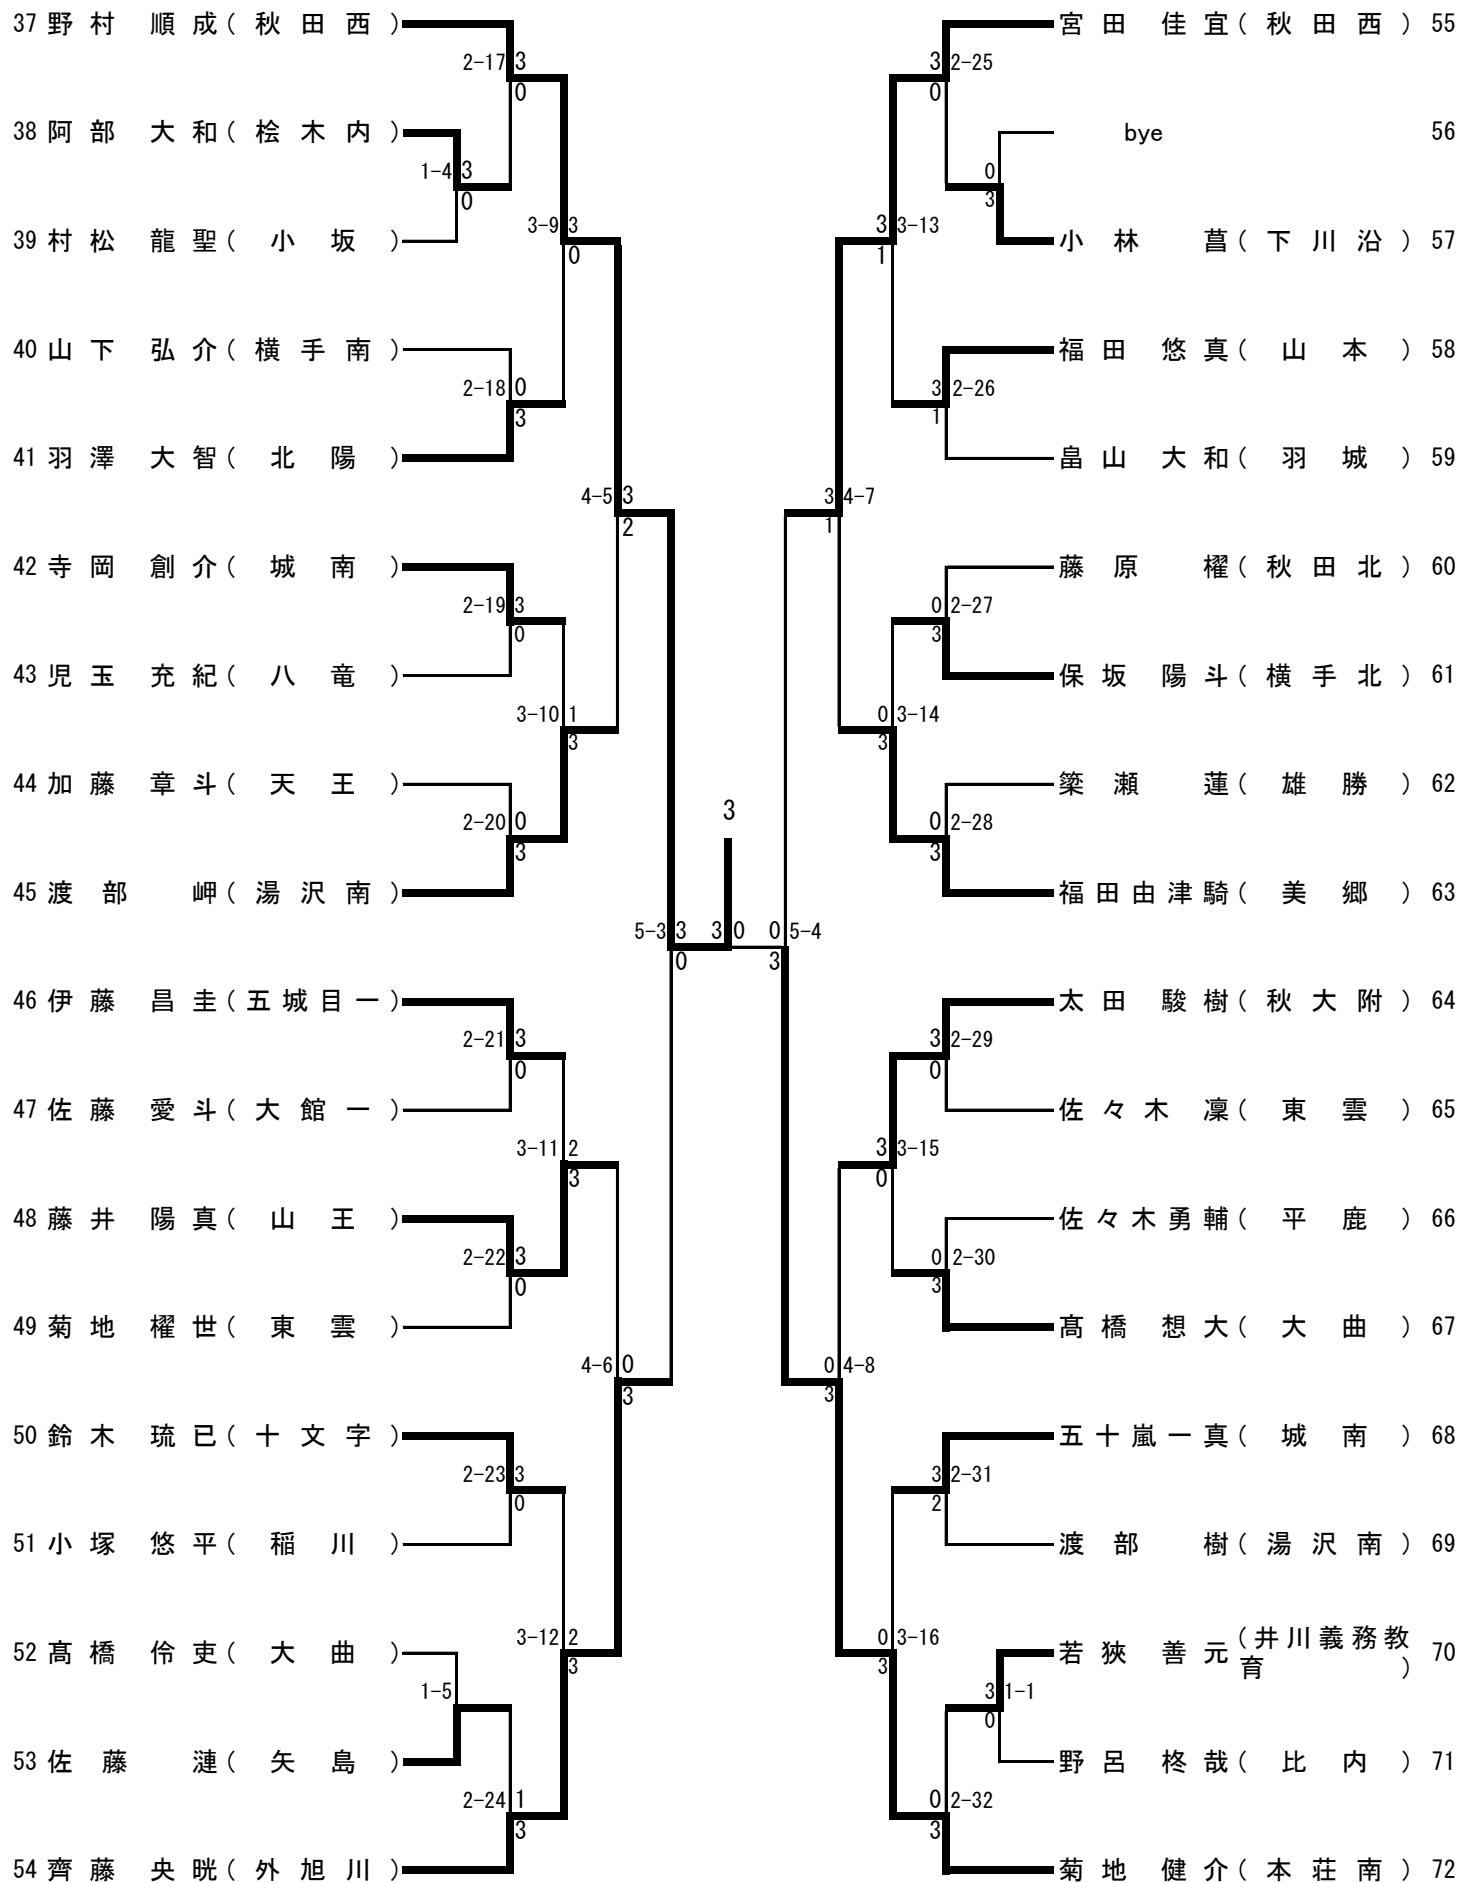 37 野村 順成(秋田西)
2-17 3
0
38 阿部 大和(桧木内)
1-4 3
0
39 村松 龍聖(小坂)
3-9 3
0
40 山下 弘介(横手南)
2-18 0
3
41 羽澤 大智(北陽)
4-5 3
2
42 寺岡 創介(城南)
2-19 3
0
43 児玉 充紀(八竜)
3-10 1
3
44 加藤 章斗(天王)
2-20 0
3
45 渡部 岬(湯沢南)
5-3 3
0
46 伊藤 昌圭(五城目一)
2-21 3
0
47 佐藤 愛斗(大館一)
3-11 2
3
48 藤井 陽真(山王)
2-22 3
0
49 菊地 櫂世(東雲)
4-6 0
3
50 鈴木 琉已(十文字)
2-23 3
0
51 小塚 悠平(稲川)
3-12 2
3
52 髙橋 伶吏(大曲)
1-5
53 佐藤 漣(矢島)
2-24 1
3
54 齊藤 央晄(外旭川)
3
3 0
宮田 佳宜(秋田西) 55
3 2-25
0
bye 56
0
3
小林 菖(下川沿) 57
3 3-13
1
福田 悠真(山本) 58
3 2-26
1
畠山 大和(羽城) 59
3 4-7
1
藤原 櫂(秋田北) 60
0 2-27
3
保坂 陽斗(横手北) 61
0 3-14
3
簗瀬 蓮(雄勝) 62
0 2-28
3
福田由津騎(美郷) 63
0 5-4
3
太田 駿樹(秋大附) 64
3 2-29
0
佐々木 凜(東雲) 65
3 3-15
0
佐々木勇輔(平鹿) 66
0 2-30
3
髙橋 想大(大曲) 67
0 4-8
3
五十嵐一真(城南) 68
3 2-31
2
渡部 樹(湯沢南) 69
0 3-16
3
若狹 善元(井川義務教育) 70
3 1-1
0
野呂 柊哉(比内) 71
0 2-32
3
菊地 健介(本荘南) 72